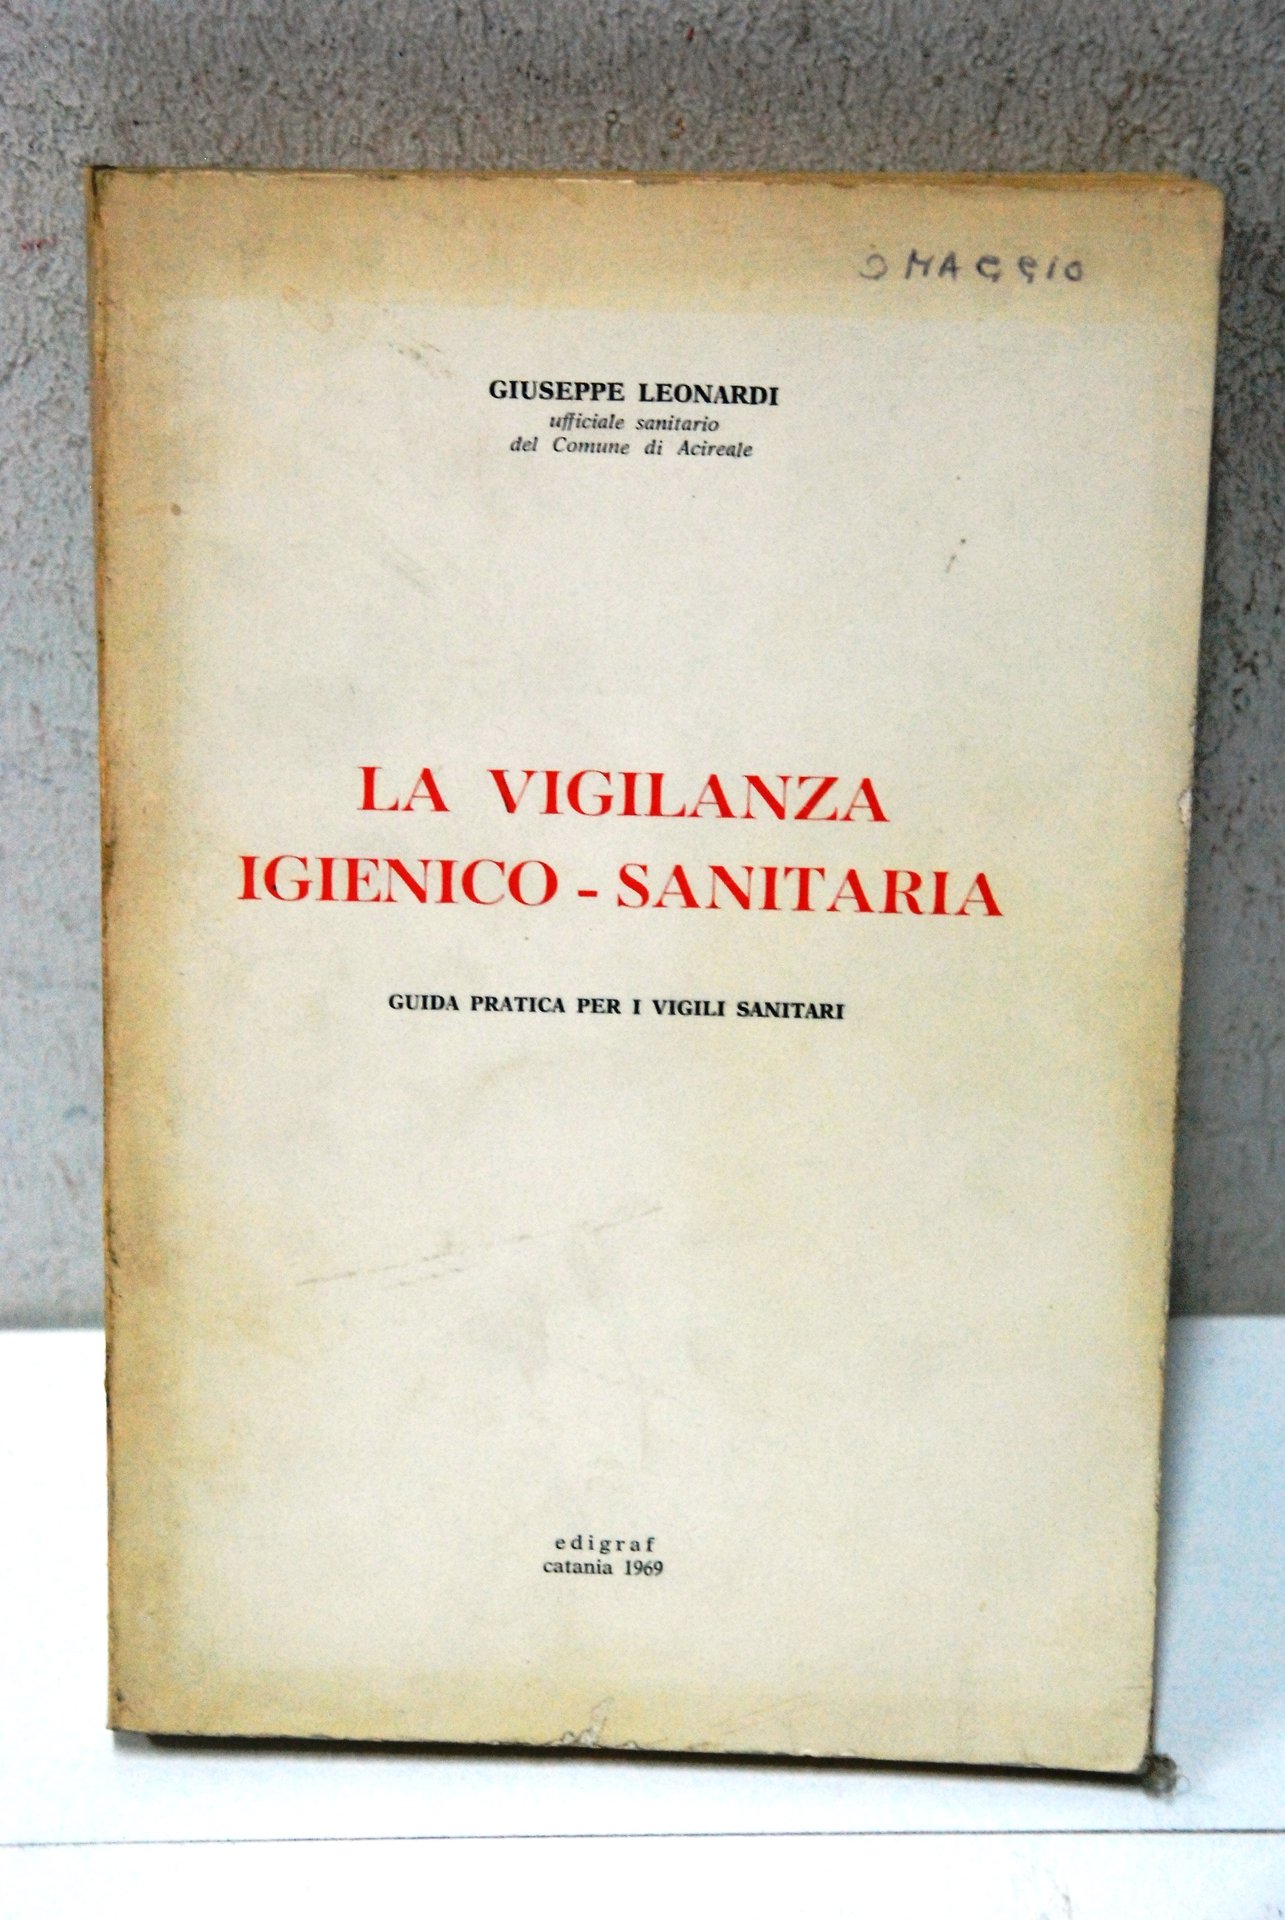 OMAGGIO
GIUSEPPE LEONARDI
ufficiale sanitario
del Comune di Acireale
LA VIGILANZA
IGIENICO - SANITARIA
GUIDA PRATICA PER I VIGILI SANITARI
edigraf
catania 1969